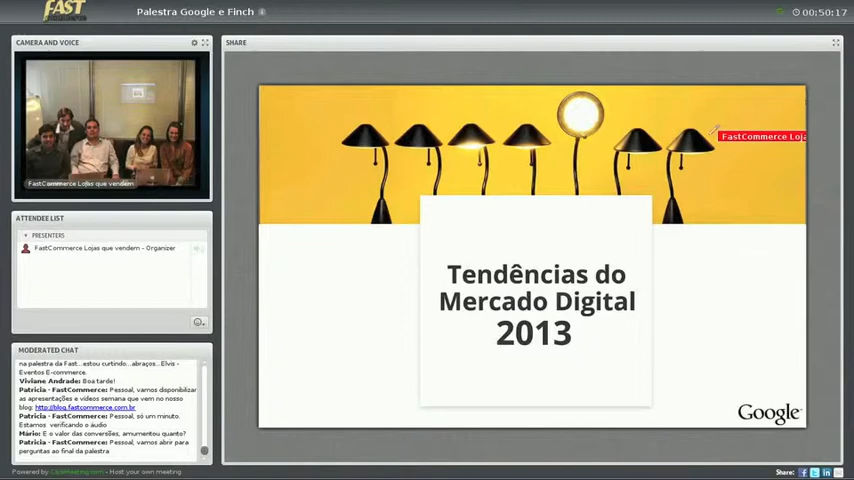 FAST
Palestra Google e Finch
00:50:17
CAMERA AND VOICE
FastCommerce Lojas que vendem
ATTENDEE LIST
PRESENTERS
FastCommerce Lojas que vendem - Organizer
MODERATED CHAT
na palestra da Fast...estou curtindo...abraços...Elvis -
Eventos E-commerce.
Viviane Andrade: Boa tarde!
Patricia - FastCommerce: Pessoal, vamos disponibilizar
as apresentações e vídeos semana que vem no nosso
blog: http://blog.fastcommerce.com.br
Patricia - FastCommerce: Pessoal, só um minuto.
Estamos verificando o áudio
Mário: E o valor das conversões, amumentou quanto?
Patricia - FastCommerce: Pessoal, vamos abrir para
perguntas ao final da palestra
SHARE
FastCommerce Loja
Tendências do
Mercado Digital
2013
Google
Powered by ClickMeeting.com - Host your own meeting
Share: